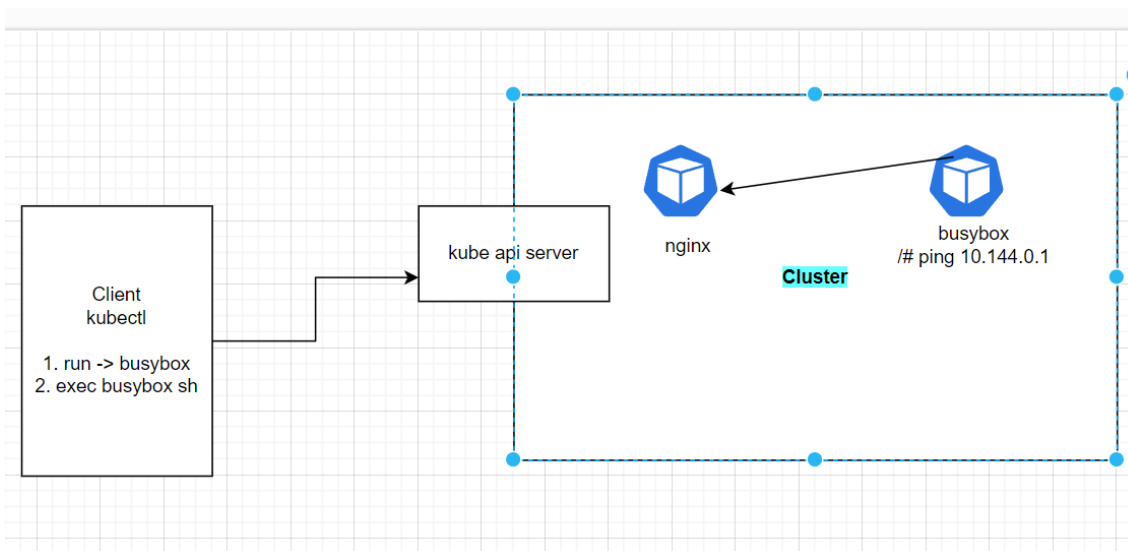 Client
kubectl
1. run -> busybox
2. exec busybox sh
kube api server
nginx
busybox
/# ping 10.144.0.1
Cluster